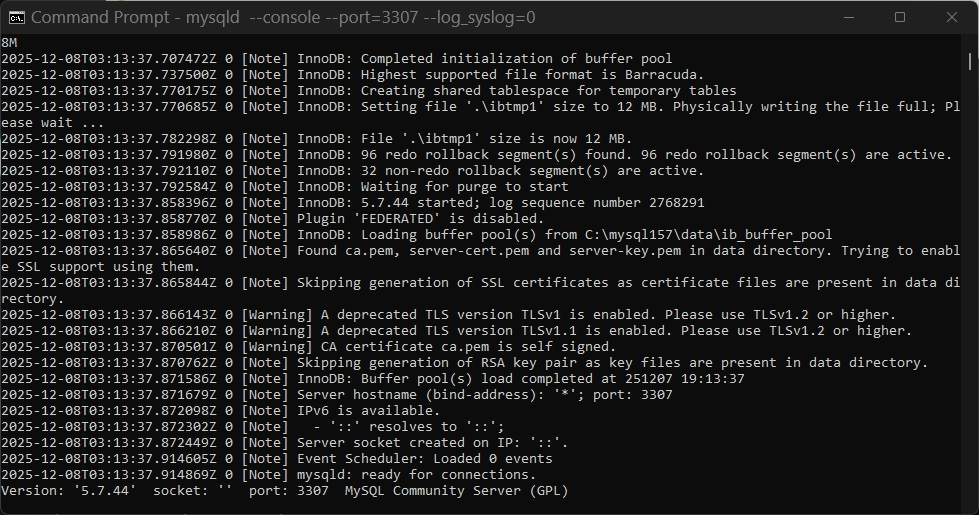 Command Prompt - mysqld  --console --port=3307 --log_syslog=0
8M
2025-12-08T03:13:37.707472Z 0 [Note] InnoDB: Completed initialization of buffer pool
2025-12-08T03:13:37.737500Z 0 [Note] InnoDB: Highest supported file format is Barracuda.
2025-12-08T03:13:37.770175Z 0 [Note] InnoDB: Creating shared tablespace for temporary tables
2025-12-08T03:13:37.770685Z 0 [Note] InnoDB: Setting file '.\ibtmp1' size to 12 MB. Physically writing the file full; Pl
ease wait ...
2025-12-08T03:13:37.782298Z 0 [Note] InnoDB: File '.\ibtmp1' size is now 12 MB.
2025-12-08T03:13:37.791980Z 0 [Note] InnoDB: 96 redo rollback segment(s) found. 96 redo rollback segment(s) are active.
2025-12-08T03:13:37.792110Z 0 [Note] InnoDB: 32 non-redo rollback segment(s) are active.
2025-12-08T03:13:37.792584Z 0 [Note] InnoDB: Waiting for purge to start
2025-12-08T03:13:37.858396Z 0 [Note] InnoDB: 5.7.44 started; log sequence number 2768291
2025-12-08T03:13:37.858770Z 0 [Note] Plugin 'FEDERATED' is disabled.
2025-12-08T03:13:37.858986Z 0 [Note] InnoDB: Loading buffer pool(s) from C:\mysql157\data\ib_buffer_pool
2025-12-08T03:13:37.865640Z 0 [Note] Found ca.pem, server-cert.pem and server-key.pem in data directory. Trying to enabl
e SSL support using them.
2025-12-08T03:13:37.865844Z 0 [Note] Skipping generation of SSL certificates as certificate files are present in data di
rectory.
2025-12-08T03:13:37.866143Z 0 [Warning] A deprecated TLS version TLSv1 is enabled. Please use TLSv1.2 or higher.
2025-12-08T03:13:37.866210Z 0 [Warning] A deprecated TLS version TLSv1.1 is enabled. Please use TLSv1.2 or higher.
2025-12-08T03:13:37.870501Z 0 [Warning] CA certificate ca.pem is self signed.
2025-12-08T03:13:37.870762Z 0 [Note] Skipping generation of RSA key pair as key files are present in data directory.
2025-12-08T03:13:37.871586Z 0 [Note] InnoDB: Buffer pool(s) load completed at 251207 19:13:37
2025-12-08T03:13:37.871679Z 0 [Note] Server hostname (bind-address): '*'; port: 3307
2025-12-08T03:13:37.872098Z 0 [Note] IPv6 is available.
2025-12-08T03:13:37.872302Z 0 [Note]   - '::' resolves to '::';
2025-12-08T03:13:37.872449Z 0 [Note] Server socket created on IP: '::'.
2025-12-08T03:13:37.914605Z 0 [Note] Event Scheduler: Loaded 0 events
2025-12-08T03:13:37.914869Z 0 [Note] mysqld: ready for connections.
Version: '5.7.44'  socket: ''  port: 3307  MySQL Community Server (GPL)